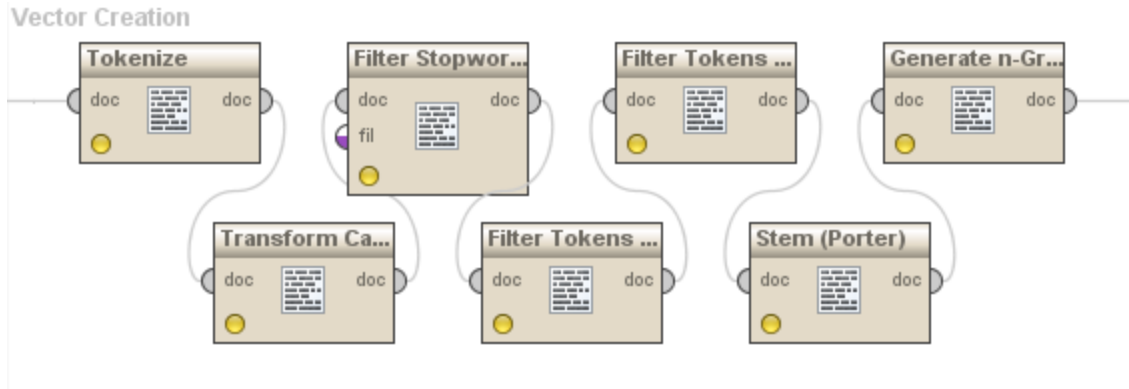 Vector Creation
Tokenize
doc doc
Filter Stopwor...
doc doc
fil
Filter Tokens ...
doc doc
Generate n-Gr...
doc doc
Transform Ca...
doc doc
Filter Tokens ...
doc doc
Stem (Porter)
doc doc